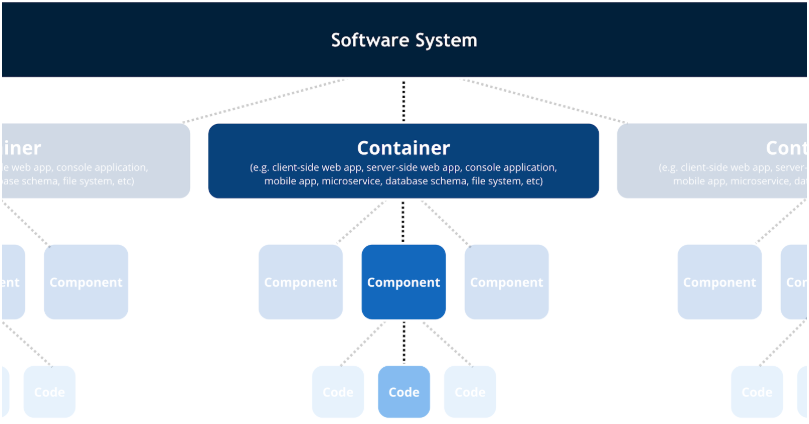 Software System
iner
Container
Cont
le web app, console application,
(e.g. client-side web app, server-side web app, console application,
(e.g. client-side web app, server-
base schema, file system, etc)
mobile app, microservice, database schema, file system, etc)
mobile app, microservice, da
ent
Component
Component
Component
Component
Component
Co
Code
Code
Code
Code
Code